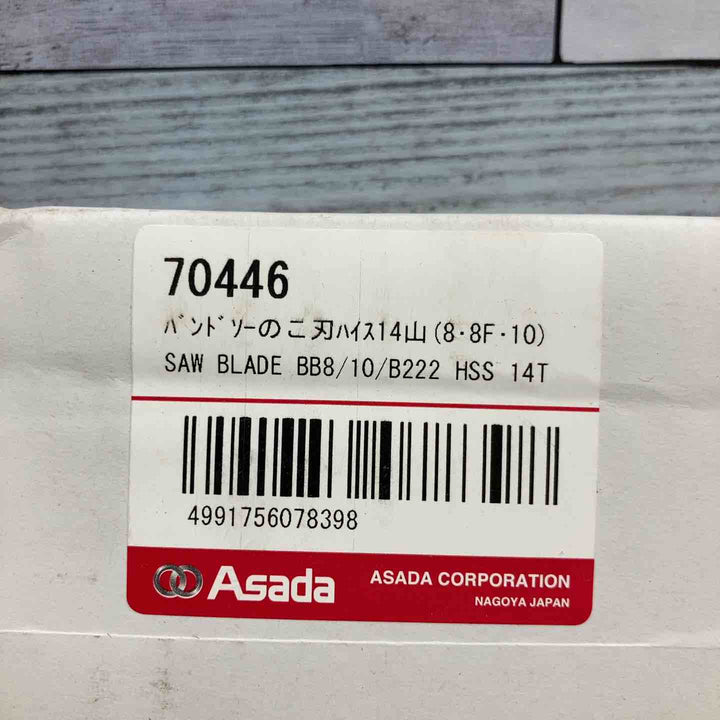 70446
ﾊﾞﾝﾄﾞｿｰのこ刃ﾊｲｽ14山(8･8F･10)
SAW BLADE BB8/10/B222 HSS 14T
4991756078398
Asada
ASADA CORPORATION
NAGOYA JAPAN